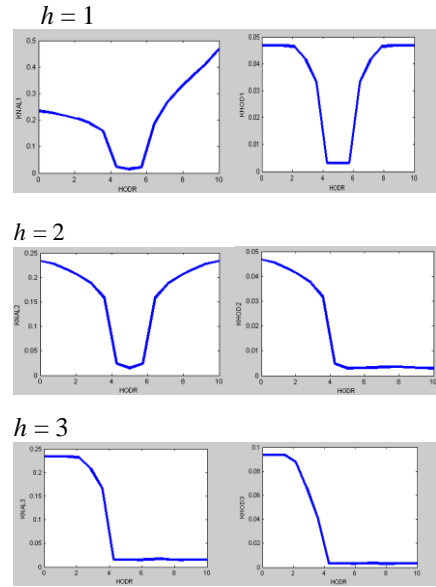 h = 1
0.5
0.4
0.3
0.2
0.1
0
KNAL1
0 2 4 6 8 10
HODR
0.05
0.04
0.03
0.02
0.01
0
KHOD1
0 2 4 6 8 10
HODR
h = 2
0.25
0.2
0.15
0.1
0.05
0
KNAL2
0 2 4 6 8 10
HODR
0.05
0.04
0.03
0.02
0.01
0
KHOD2
0 2 4 6 8 10
HODR
h = 3
0.25
0.2
0.15
0.1
0.05
0
KNAL3
0 2 4 6 8 10
HODR
0.1
0.08
0.06
0.04
0.02
0
KHOD3
0 2 4 6 8 10
HODR